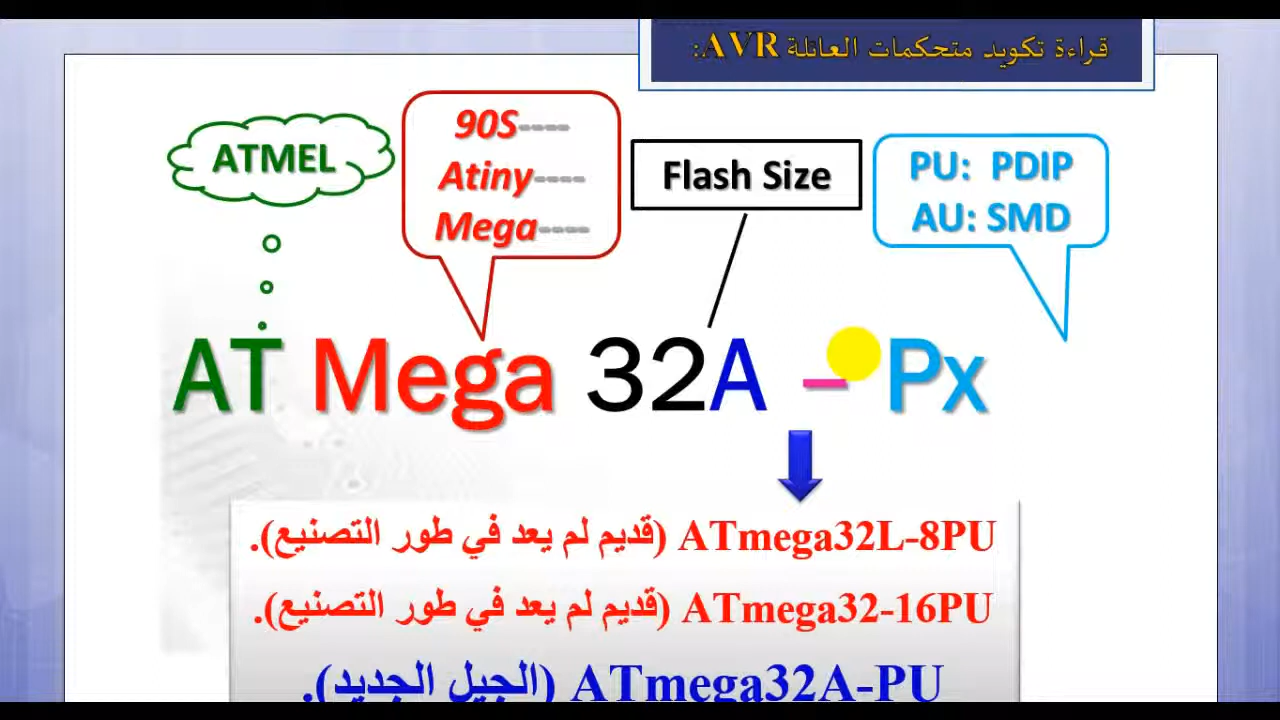 قراءة تكويد متحكمات العائلة AVR:
ATMEL
90S----
Atiny----
Mega----
Flash Size
PU: PDIP
AU: SMD
AT Mega 32A – Px
ATmega32L-8PU (قديم لم يعد في طور التصنيع).
ATmega32-16PU (قديم لم يعد في طور التصنيع).
ATmega32A-PU (الجيل الجديد).